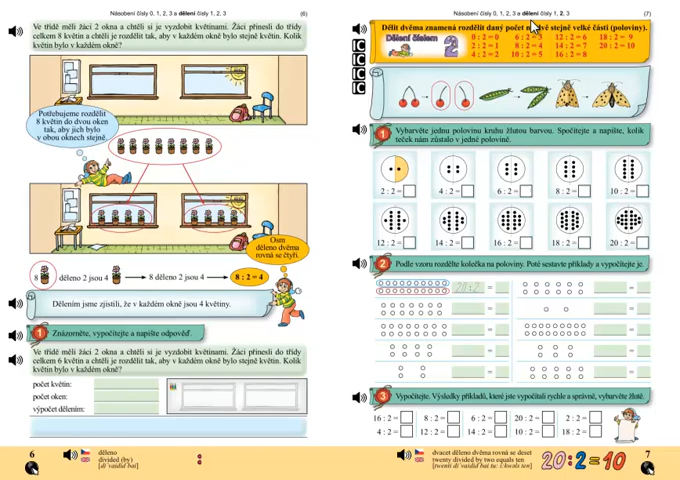 Násobení čísly 0, 1, 2, 3 a dělení čísly 1, 2, 3
(6)
Ve třídě měli žáci 2 okna a chtěli si je vyzdobit květinami. Žáci přinesli do třídy
celkem 8 květin a chtěli je rozdělit tak, aby v každém okně bylo stejně květin. Kolik
květin bylo v každém okně?
Potřebujeme rozdělit
8 květin do dvou oken
tak, aby jich bylo
v obou oknech stejně.
Osm
děleno dvěma
rovná se čtyři.
8 děleno 2 jsou 4
8 děleno 2 jsou 4
8 : 2 = 4
Dělením jsme zjistili, že v každém okně jsou 4 květiny.
1 Znázorněte, vypočítejte a napište odpověď.
Ve třídě měli žáci 2 okna a chtěli si je vyzdobit květinami. Žáci přinesli do třídy
celkem 6 květin a chtěli je rozdělit tak, aby v každém okně bylo stejně květin. Kolik
květin bylo v každém okně?
počet květin:
počet oken:
výpočet dělením:
6
děleno
divided (by)
[di'vaidid bai]
:
Násobení čísly 0, 1, 2, 3 a dělení čísly 1, 2, 3
(7)
Dělit dvěma znamená rozdělit daný počet na dvě stejně velké části (poloviny).
Dělení číslem 2
0 : 2 = 0 6 : 2 = 3 12 : 2 = 6 18 : 2 = 9
2 : 2 = 1 8 : 2 = 4 14 : 2 = 7 20 : 2 = 10
4 : 2 = 2 10 : 2 = 5 16 : 2 = 8
1 Vybarvěte jednu polovinu kruhu žlutou barvou. Spočítejte a napište, kolik
teček nám zůstalo v jedné polovině.
2 : 2 = 4 : 2 = 6 : 2 = 8 : 2 = 10 : 2 =
12 : 2 = 14 : 2 = 16 : 2 = 18 : 2 = 20 : 2 =
2 Podle vzoru rozdělte kolečka na poloviny. Poté sestavte příklady a vypočítejte je.
20:2 = =
= =
= =
= =
= =
3 Vypočítejte. Výsledky příkladů, které jste vypočítali rychle a správně, vybarvěte žlutě.
16 : 2 = 8 : 2 = 6 : 2 = 20 : 2 = 2 : 2 =
4 : 2 = 12 : 2 = 14 : 2 = 10 : 2 = 18 : 2 =
dvacet děleno dvěma rovná se deset
twenty divided by two equals ten
20:2=10
7